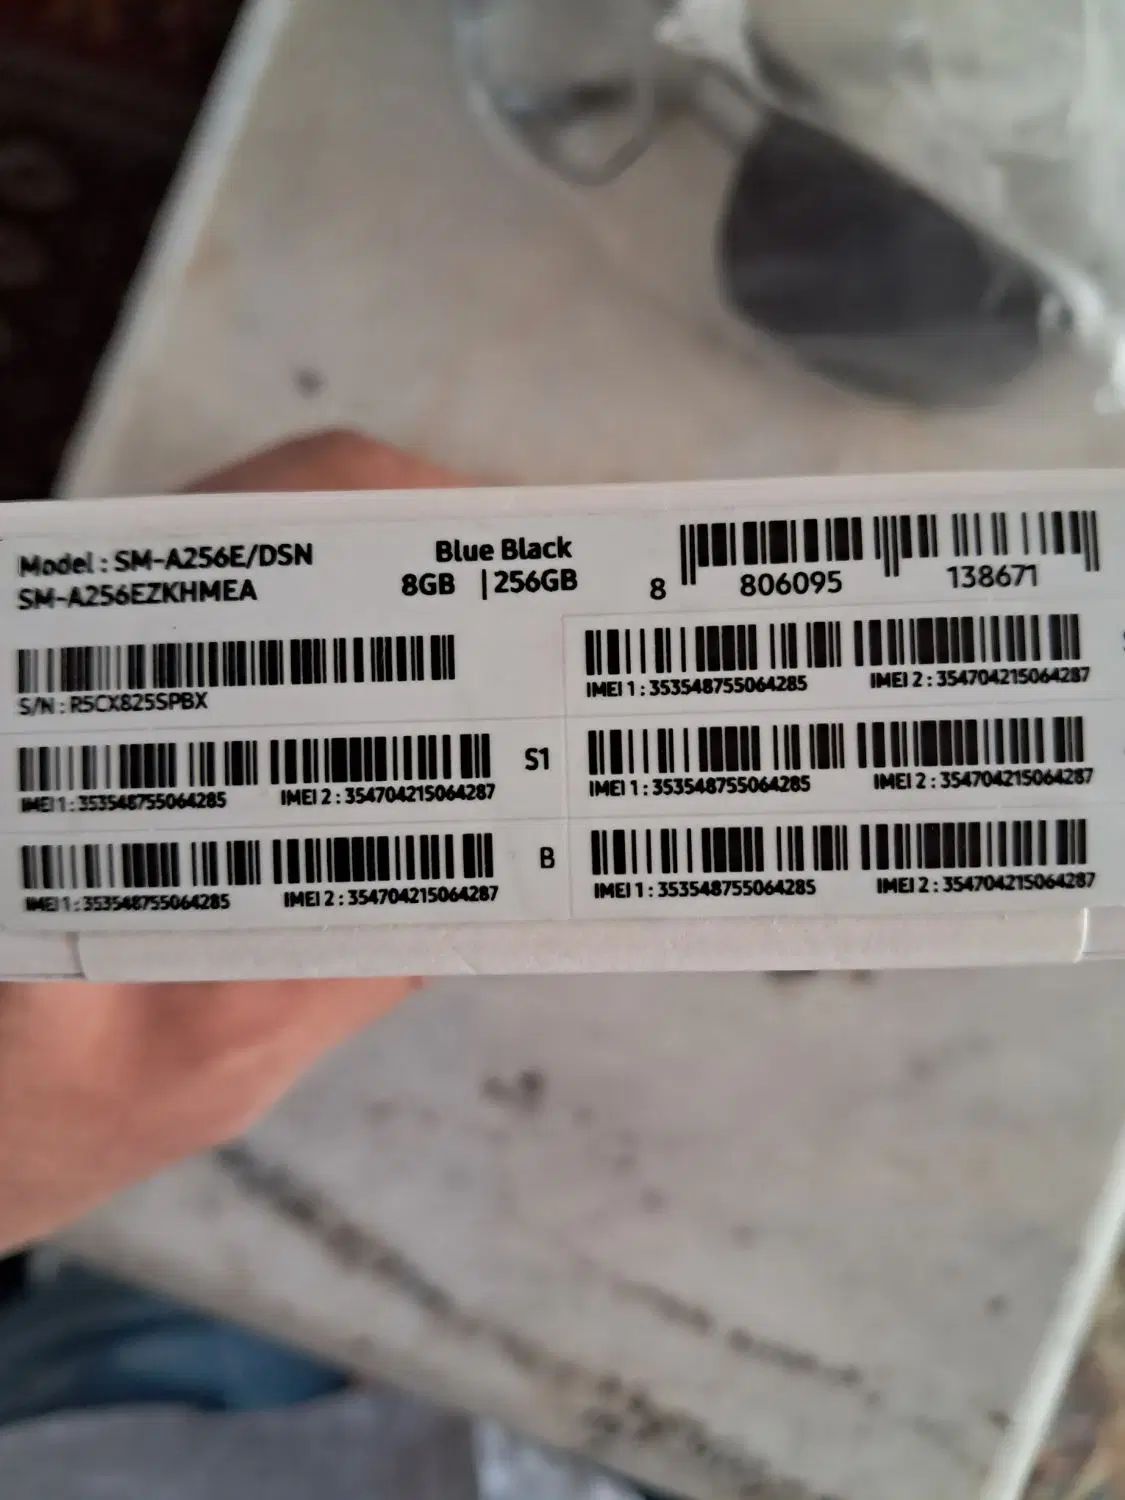 Model : SM-A256E/DSN
SM-A256EZKHMEA
Blue Black
8GB | 256GB
8 806095 138671
S/N : R5CX825SPBX
IMEI 1 : 353548755064285 IMEI 2 : 354704215064287
S1
IMEI 1 : 353548755064285 IMEI 2 : 354704215064287
B
IMEI 1 : 353548755064285 IMEI 2 : 354704215064287
IMEI 1 : 353548755064285 IMEI 2 : 354704215064287
IMEI 1 : 353548755064285 IMEI 2 : 354704215064287